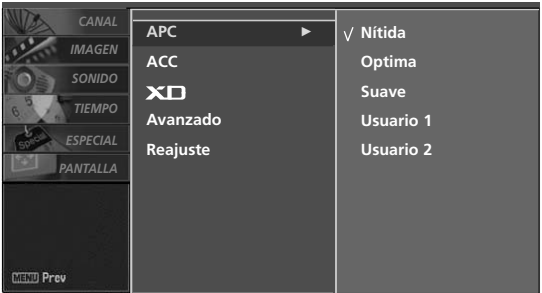 CANAL
IMAGEN
SONIDO
TIEMPO
ESPECIAL
PANTALLA
Special
MENU Prev
APC ►
ACC
XD
Avanzado
Reajuste
√ Nítida
Optima
Suave
Usuario 1
Usuario 2